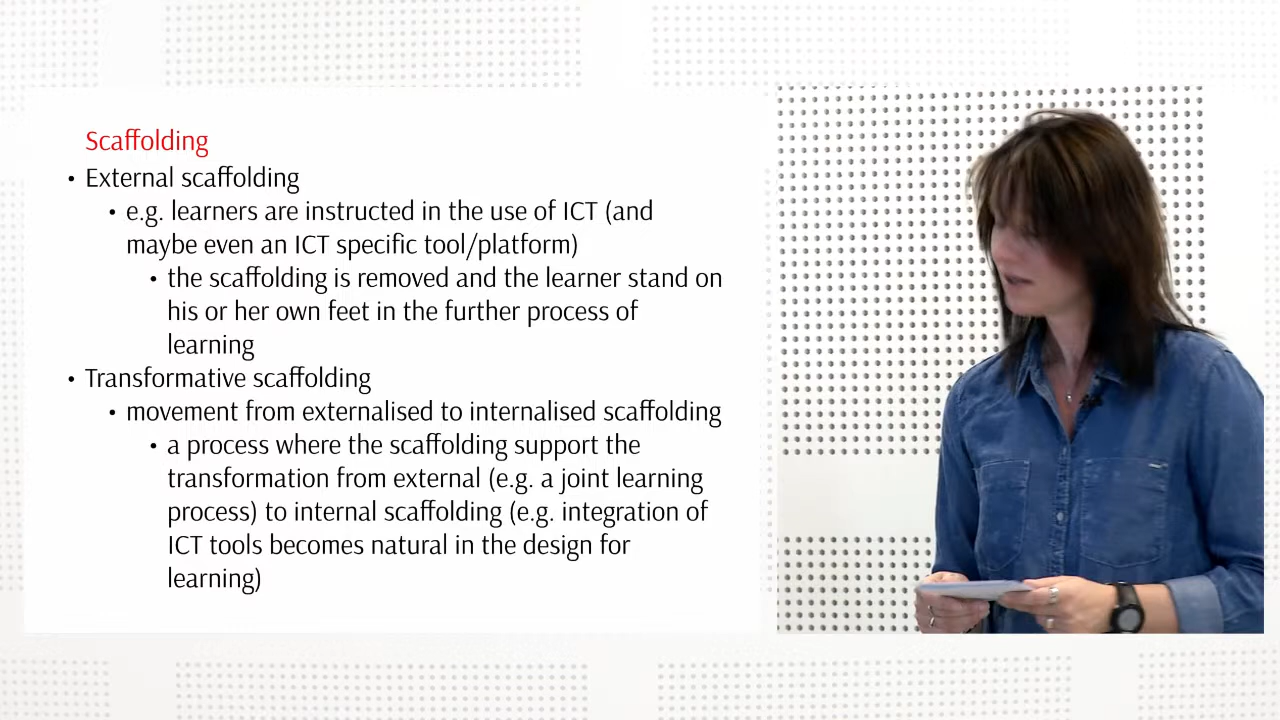 Scaffolding
• External scaffolding
• e.g. learners are instructed in the use of ICT (and
maybe even an ICT specific tool/platform)
• the scaffolding is removed and the learner stand on
his or her own feet in the further process of
learning
• Transformative scaffolding
• movement from externalised to internalised scaffolding
• a process where the scaffolding support the
transformation from external (e.g. a joint learning
process) to internal scaffolding (e.g. integration of
ICT tools becomes natural in the design for
learning)